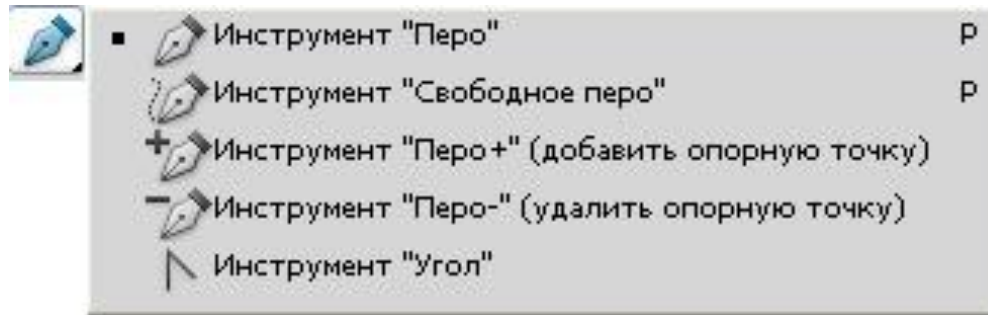 Инструмент "Перо" P
Инструмент "Свободное перо" P
Инструмент "Перо+" (добавить опорную точку)
Инструмент "Перо-" (удалить опорную точку)
Инструмент "Угол"